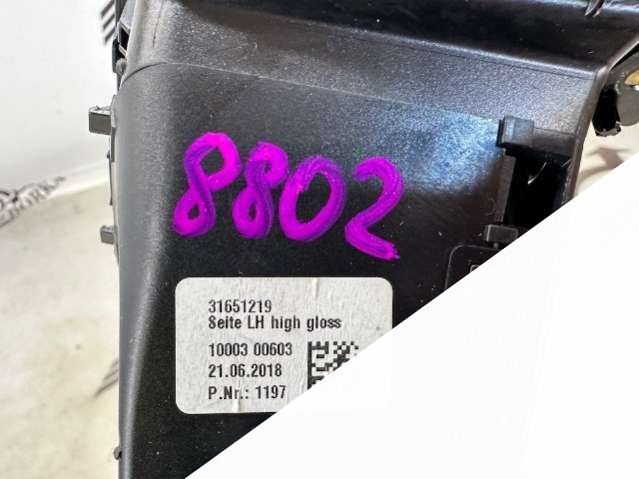 8802
31651219
Seite LH high gloss
10003 00603
21.06.2018
P.Nr.: 1197